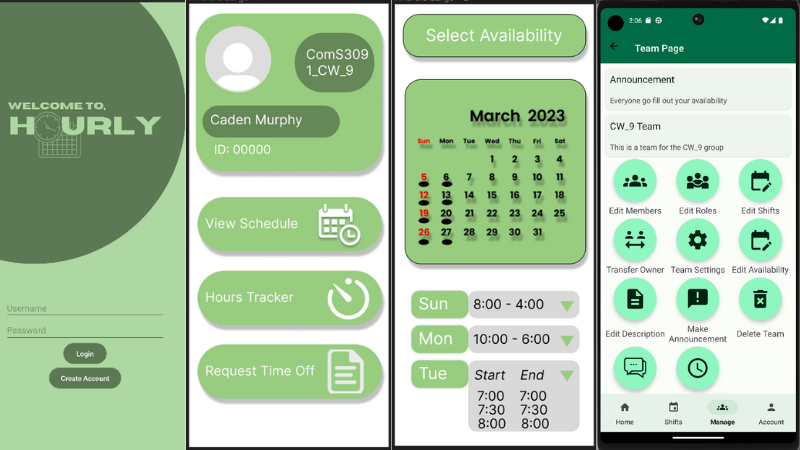 WELCOME TO,
HOURLY
Username
Password
Login
Create Account
ComS309
1_CW_9
Caden Murphy
ID: 00000
View Schedule
Hours Tracker
Request Time Off
Select Availability
March 2023
Sun Mon Tue Wed Thu Fri Sat
1 2 3 4
5 6 7 8 9 10 11
12 13 14 15 16 17 18
19 20 21 22 23 24 25
26 27 28 29 30 31
Sun 8:00 - 4:00
Mon 10:00 - 6:00
Tue Start End
7:00 7:00
7:30 7:30
8:00 8:00
2:06
Team Page
Announcement
Everyone go fill out your availability
CW_9 Team
This is a team for the CW_9 group
Edit Members Edit Roles Edit Shifts
Transfer Owner Team Settings Edit Availability
Edit Description Make Announcement Delete Team
Home Shifts Manage Account